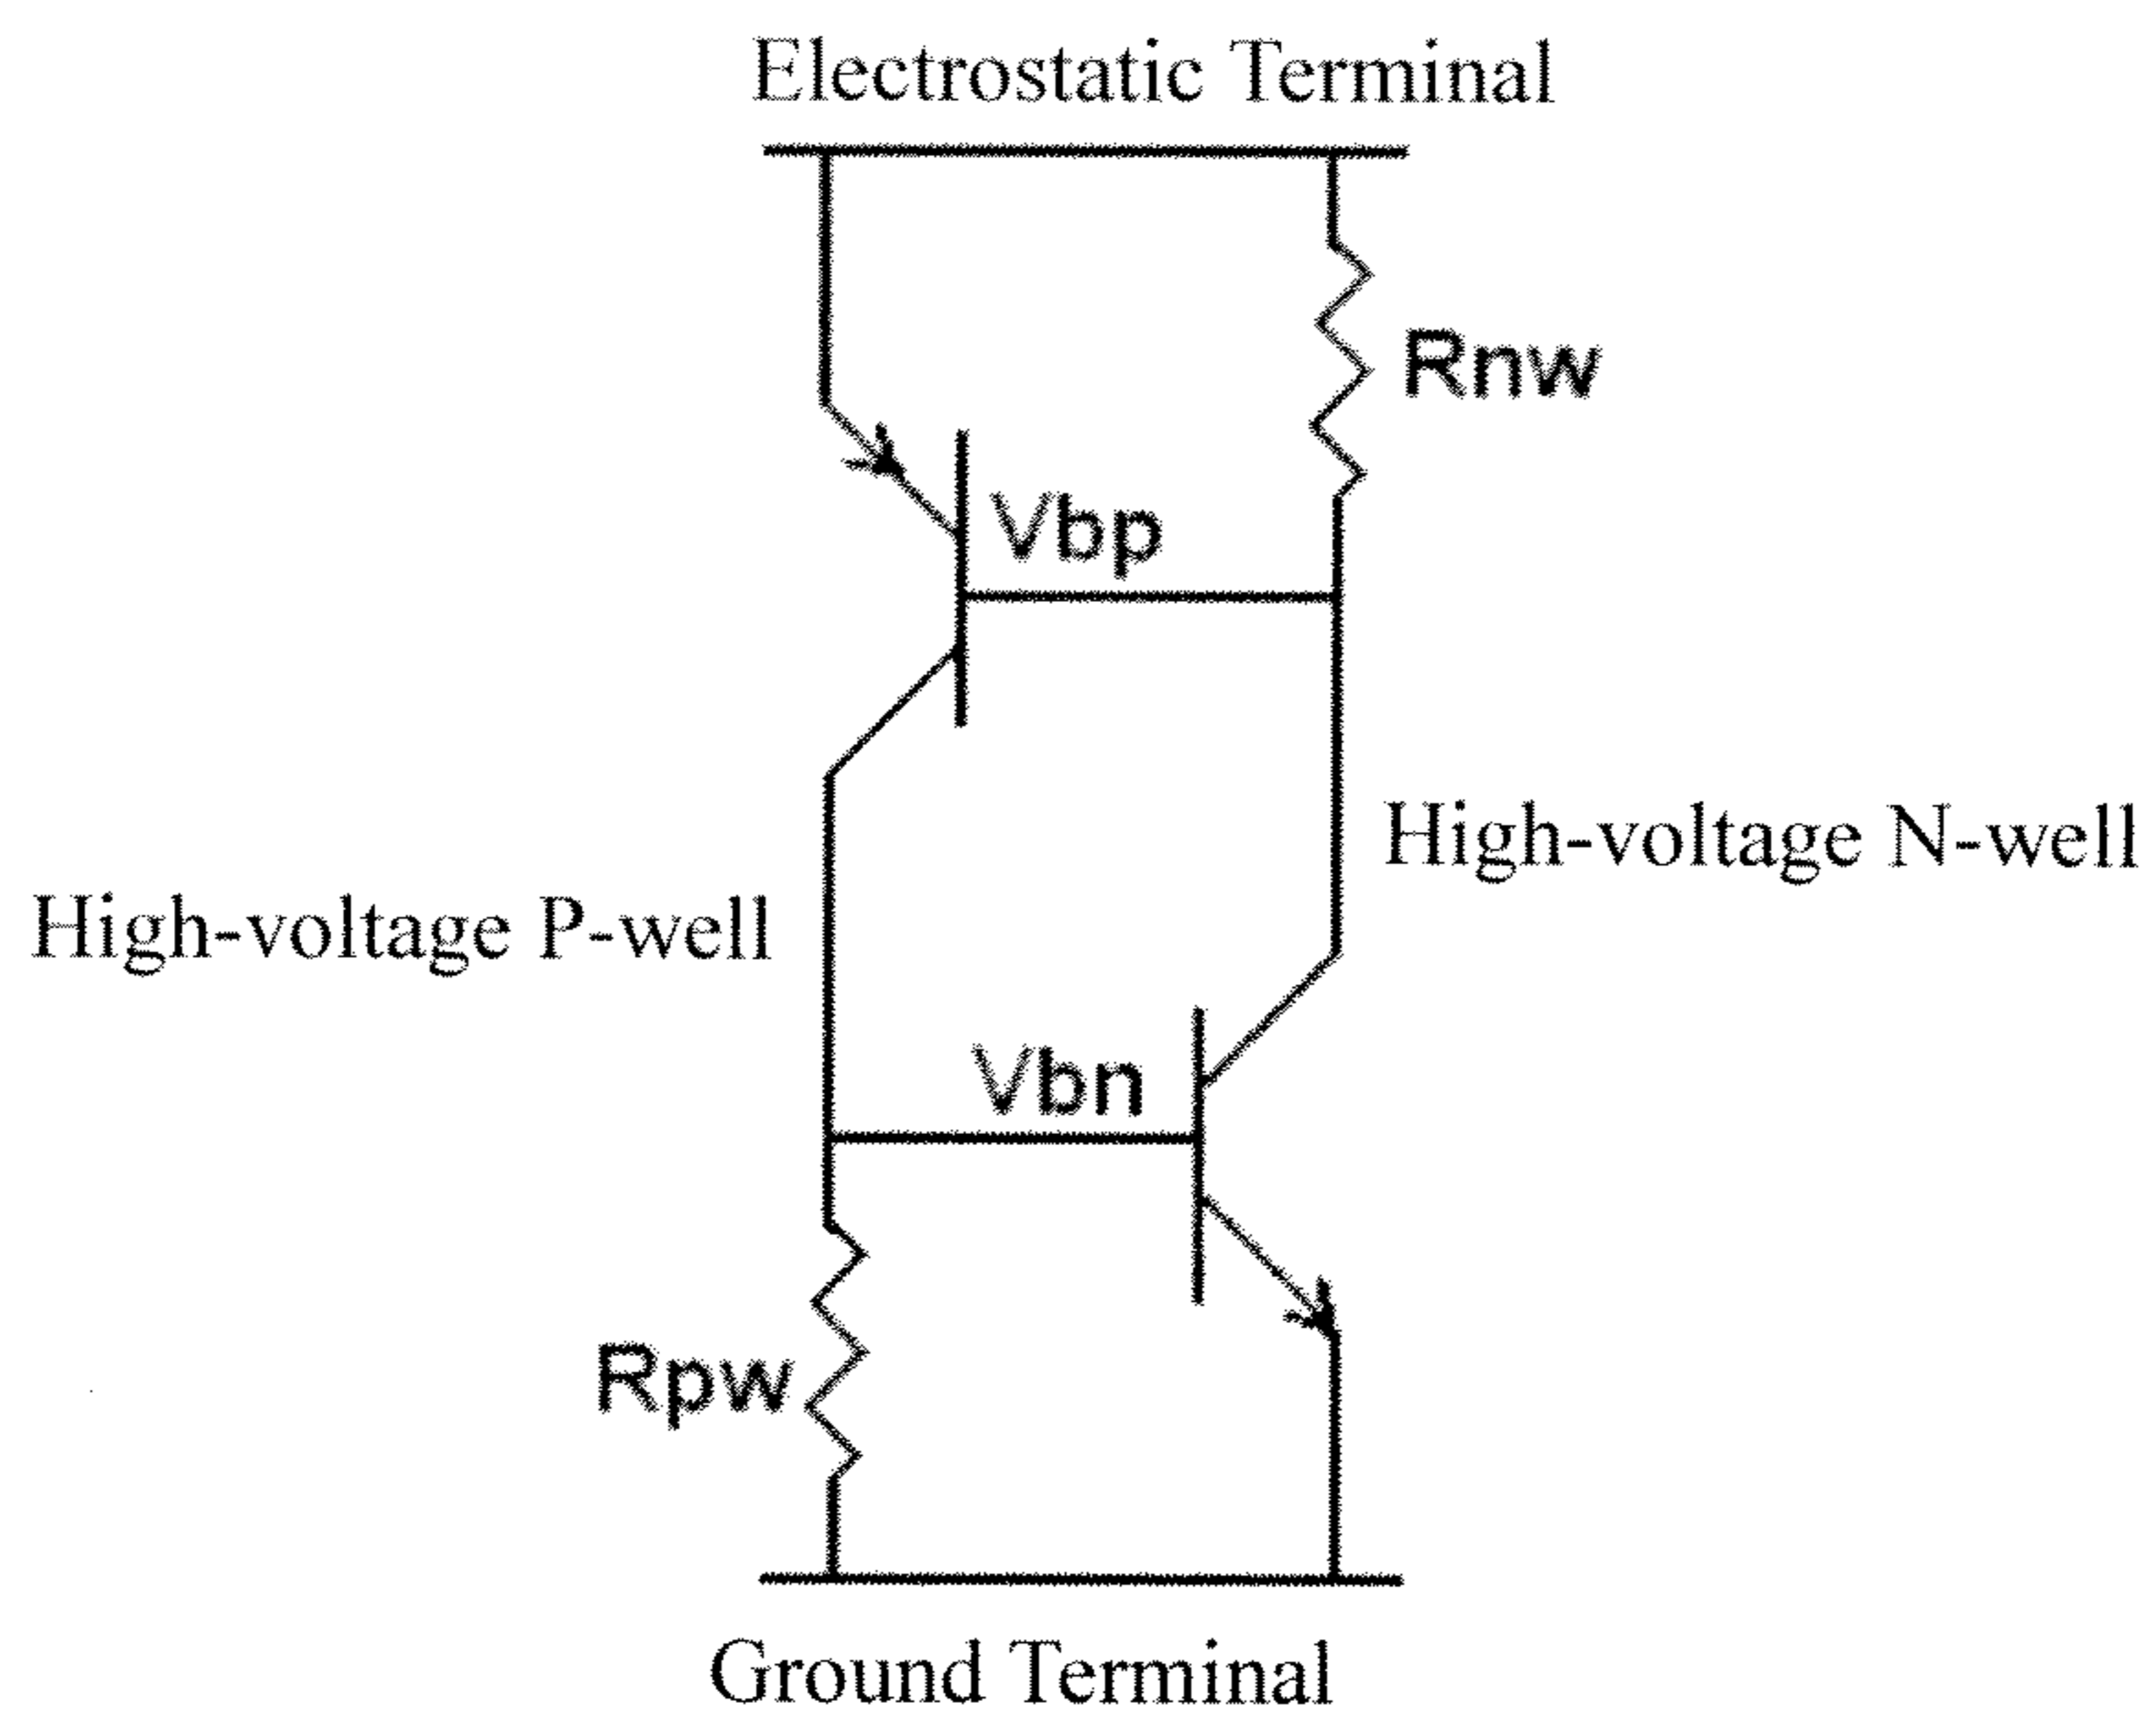 Electrostatic Terminal
Rnw
Vbp
High-voltage N-well
High-voltage P-well
Vbn
Rpw
Ground Terminal